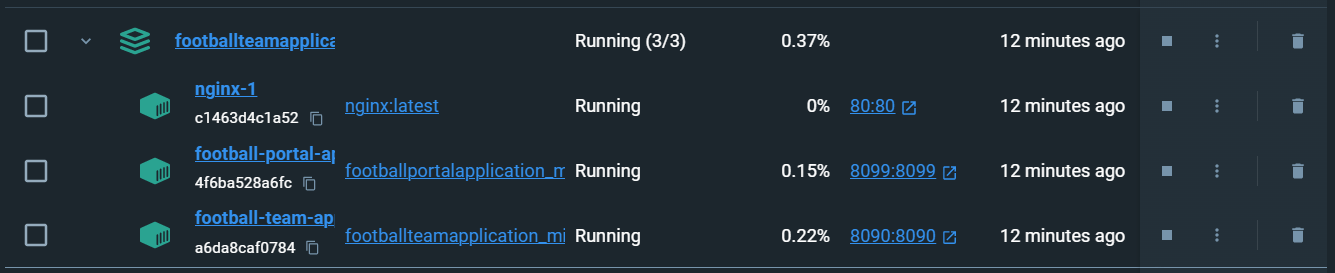 footballteamapplica Running (3/3) 0.37% 12 minutes ago
nginx-1
c1463d4c1a52 nginx:latest Running 0% 80:80 12 minutes ago
football-portal-ap
4f6ba528a6fc footballportalapplication_m Running 0.15% 8099:8099 12 minutes ago
football-team-ap
a6da8caf0784 footballteamapplication_mi Running 0.22% 8090:8090 12 minutes ago